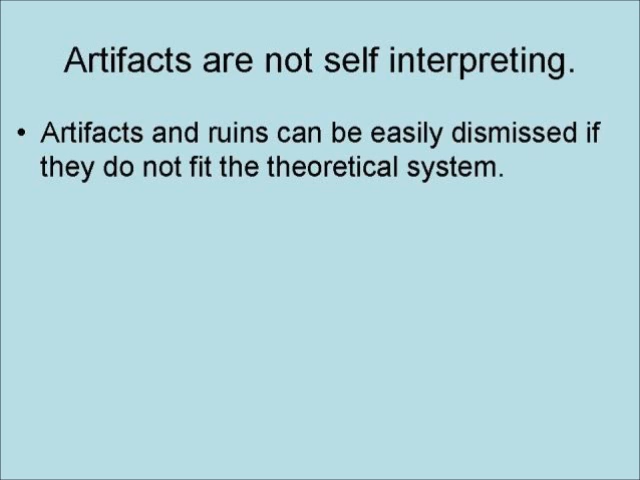 Artifacts are not self interpreting.
• Artifacts and ruins can be easily dismissed if
they do not fit the theoretical system.